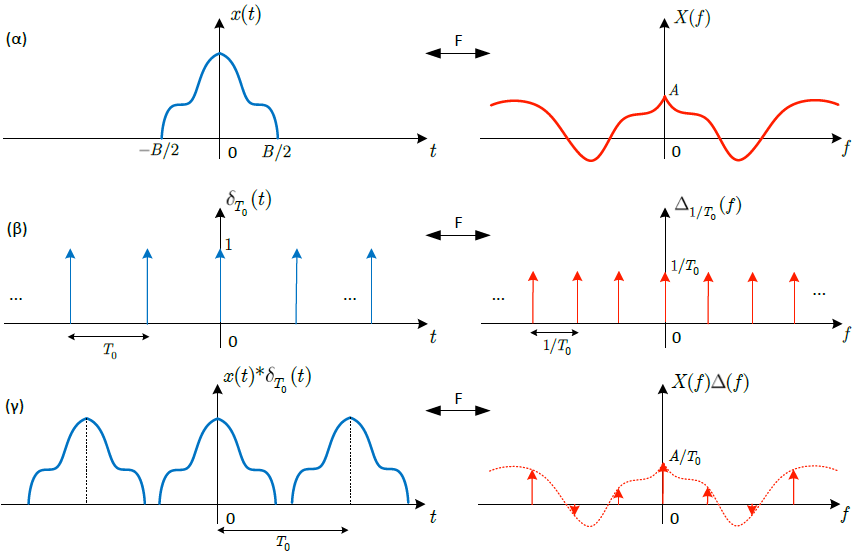 (α)
x(t)
F
X(f)
A
−B/2
0
B/2
t
0
f
(β)
δ_{T_0}(t)
F
Δ_{1/T_0}(f)
1
1/T_0
...
...
...
...
T_0
0
t
1/T_0
0
f
(γ)
x(t)*δ_{T_0}(t)
F
X(f)Δ(f)
A/T_0
0
t
0
f
T_0